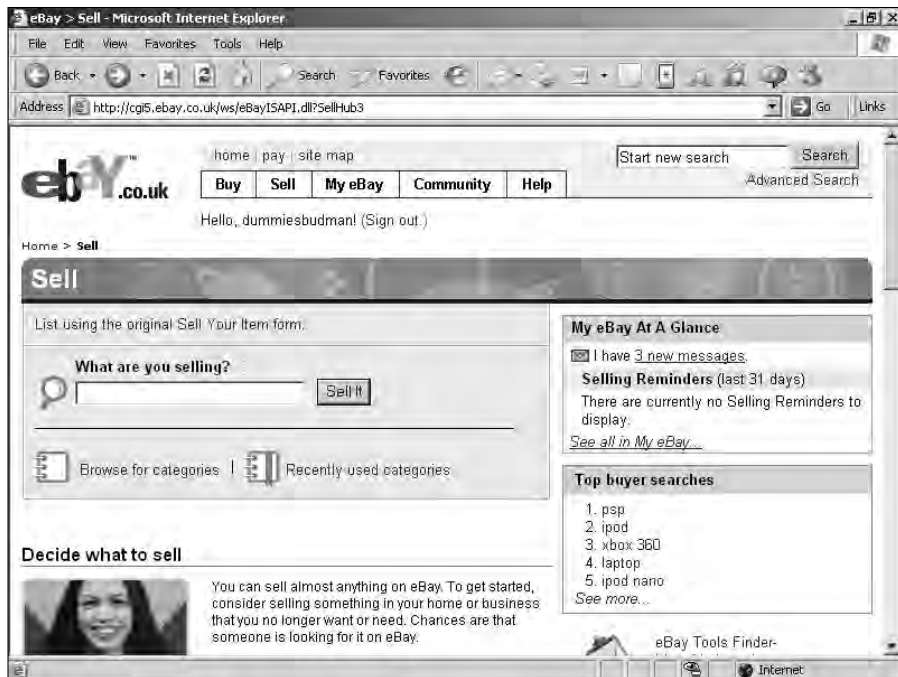 eBay > Sell - Microsoft Internet Explorer
File Edit View Favorites Tools Help
Back Search Favorites
Address http://cgi5.ebay.co.uk/ws/eBayISAPI.dll?SellHub3 Go Links
home | pay | site map
Start new search Search
ebaY™.co.uk
Buy Sell My eBay Community Help
Advanced Search
Hello, dummiesbudman! (Sign out.)
Home > Sell
Sell
List using the original Sell Your Item form.
What are you selling?
Sell It
Browse for categories | Recently used categories
My eBay At A Glance
I have 3 new messages.
Selling Reminders (last 31 days)
There are currently no Selling Reminders to
display.
See all in My eBay...
Top buyer searches
1. psp
2. ipod
3. xbox 360
4. laptop
5. ipod nano
See more...
Decide what to sell
You can sell almost anything on eBay. To get started,
consider selling something in your home or business
that you no longer want or need. Chances are that
someone is looking for it on eBay.
eBay Tools Finder-
Internet